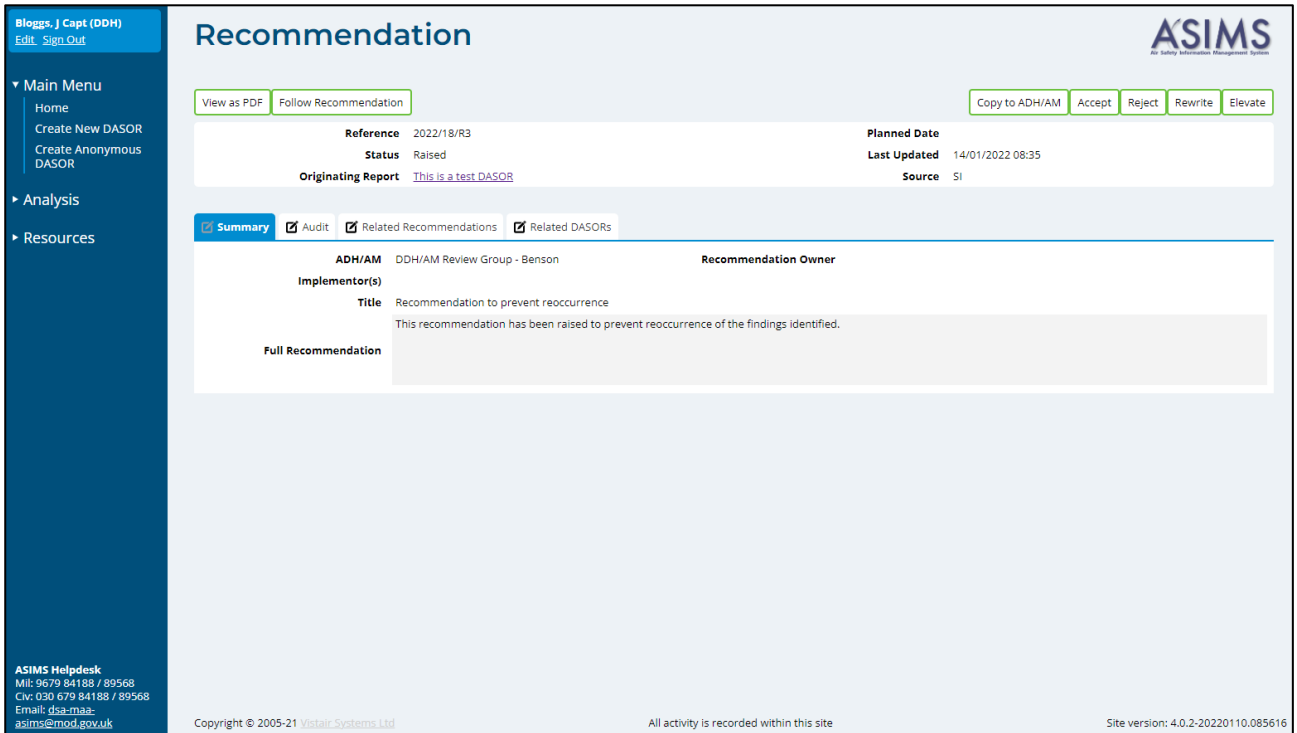 Bloggs, J Capt (DDH)
Edit Sign Out
Main Menu
Home
Create New DASOR
Create Anonymous
DASOR
Analysis
Resources
ASIMS Helpdesk
Mil: 9679 84188 / 89568
Civ: 030 679 84188 / 89568
Email: dsa-maa-
asims@mod.gov.uk
Recommendation
ASIMS
Air Safety Information Management System
View as PDF Follow Recommendation Copy to ADH/AM Accept Reject Rewrite Elevate
Reference 2022/18/R3 Planned Date
Status Raised Last Updated 14/01/2022 08:35
Originating Report This is a test DASOR Source SI
Summary Audit Related Recommendations Related DASORs
ADH/AM DDH/AM Review Group - Benson Recommendation Owner
Implementor(s)
Title Recommendation to prevent reoccurrence
This recommendation has been raised to prevent reoccurrence of the findings identified.
Full Recommendation
Copyright © 2005-21 Vistair Systems Ltd All activity is recorded within this site Site version: 4.0.2-20220110.085616